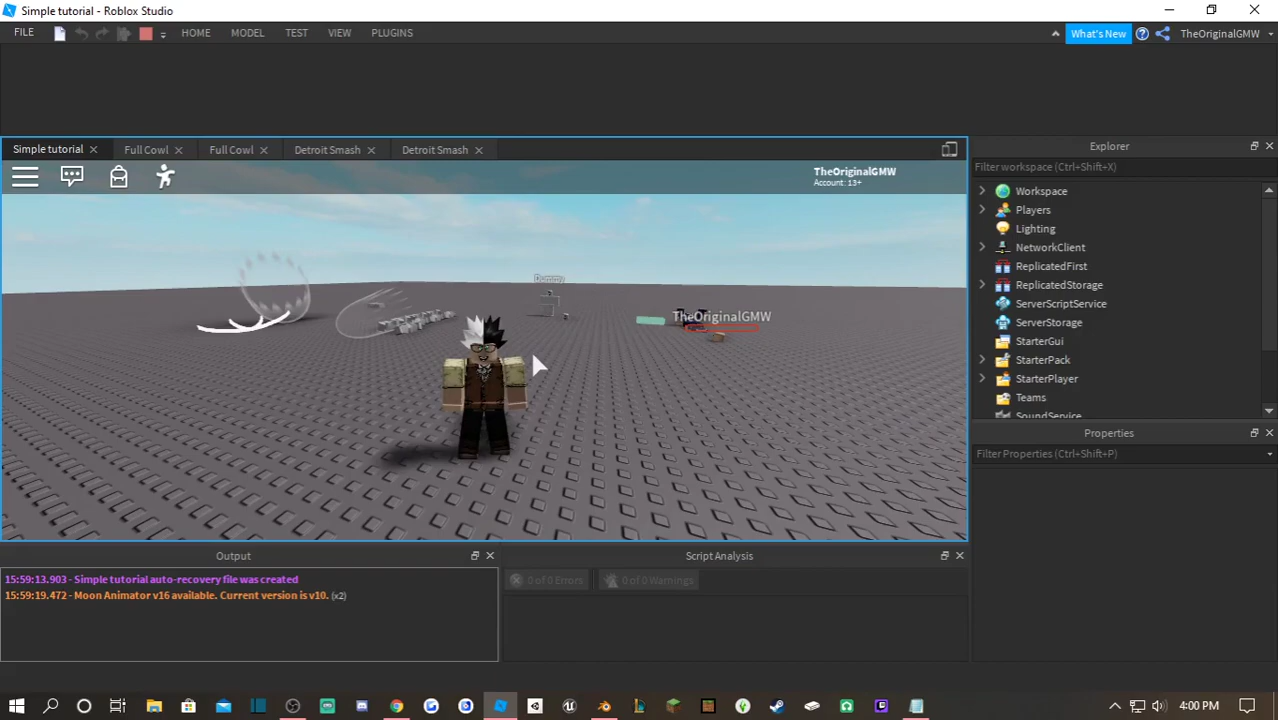 Simple tutorial - Roblox Studio
FILE HOME MODEL TEST VIEW PLUGINS What's New TheOriginalGMW
Simple tutorial Full Cowl Full Cowl Detroit Smash Detroit Smash
TheOriginalGMW
Account: 13+
Dummy
TheOriginalGMW
Explorer
Filter workspace (Ctrl+Shift+X)
Workspace
Players
Lighting
NetworkClient
ReplicatedFirst
ReplicatedStorage
ServerScriptService
ServerStorage
StarterGui
StarterPack
StarterPlayer
Teams
SoundService
Properties
Filter Properties (Ctrl+Shift+P)
Output
15:59:13.903 - Simple tutorial auto-recovery file was created
15:59:19.472 - Moon Animator v16 available. Current version is v10. (x2)
Script Analysis
0 of 0 Errors 0 of 0 Warnings
4:00 PM